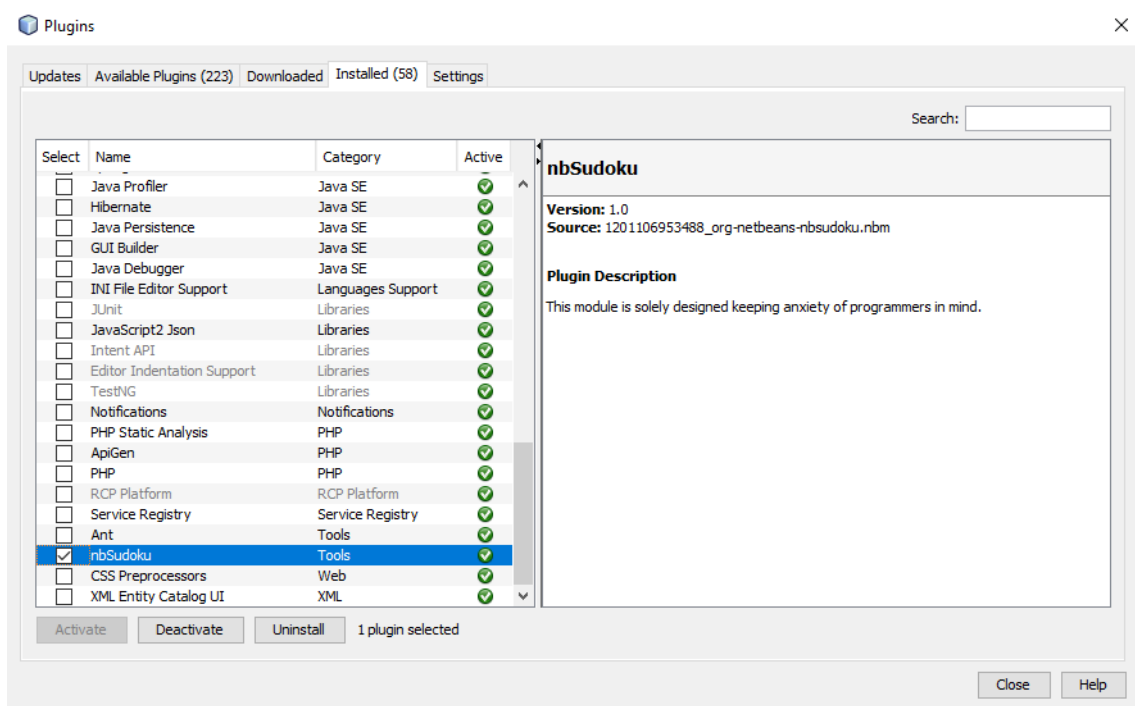 Plugins
Updates Available Plugins (223) Downloaded Installed (58) Settings
Search:
Select Name Category Active
Java Profiler Java SE
Hibernate Java SE
Java Persistence Java SE
GUI Builder Java SE
Java Debugger Java SE
INI File Editor Support Languages Support
JUnit Libraries
JavaScript2 Json Libraries
Intent API Libraries
Editor Indentation Support Libraries
TestNG Libraries
Notifications Notifications
PHP Static Analysis PHP
ApiGen PHP
PHP PHP
RCP Platform RCP Platform
Service Registry Service Registry
Ant Tools
nbSudoku Tools
CSS Preprocessors Web
XML Entity Catalog UI XML
nbSudoku
Version: 1.0
Source: 1201106953488_org-netbeans-nbsudoku.nbm
Plugin Description
This module is solely designed keeping anxiety of programmers in mind.
Activate Deactivate Uninstall 1 plugin selected
Close Help